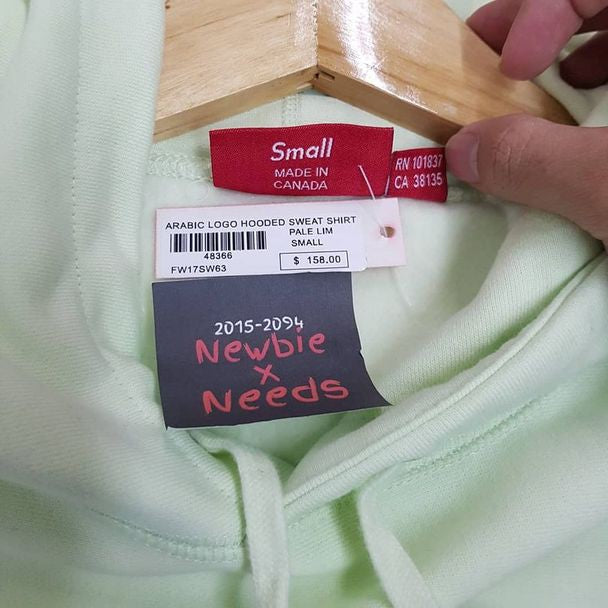 Small
MADE IN
CANADA
RN 101837
CA 38135
ARABIC LOGO HOODED SWEAT SHIRT
PALE LIM
48366
SMALL
FW17SW63
$ 158.00
2015-2094
Newbie
x
Needs